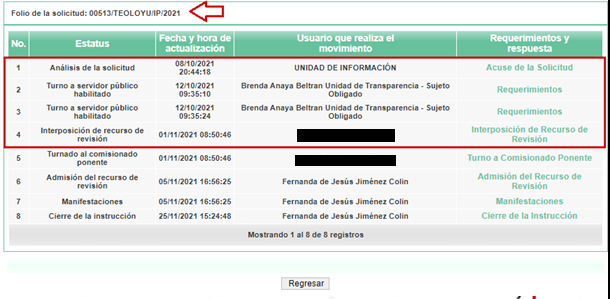 Folio de la solicitud: 00513/TEOLOYU/IP/2021
No. Estatus Fecha y hora de actualización Usuario que realiza el movimiento Requerimientos y respuesta
1 Análisis de la solicitud 08/10/2021 20:44:18 UNIDAD DE INFORMACIÓN Acuse de la Solicitud
2 Turno a servidor público habilitado 12/10/2021 09:35:10 Brenda Anaya Beltran Unidad de Transparencia - Sujeto Obligado Requerimientos
3 Turno a servidor público habilitado 12/10/2021 09:35:24 Brenda Anaya Beltran Unidad de Transparencia - Sujeto Obligado Requerimientos
4 Interposición de recurso de revisión 01/11/2021 08:50:46 Interposición de Recurso de Revisión
5 Turnado al comisionado ponente 01/11/2021 08:50:46 Turno a Comisionado Ponente
6 Admisión del recurso de revisión 05/11/2021 16:56:25 Fernanda de Jesús Jiménez Colin Admisión del Recurso de Revisión
7 Manifestaciones 05/11/2021 16:56:25 Fernanda de Jesús Jiménez Colin Manifestaciones
8 Cierre de la instrucción 25/11/2021 15:24:48 Fernanda de Jesús Jiménez Colin Cierre de la Instrucción
Mostrando 1 al 8 de 8 registros
Regresar